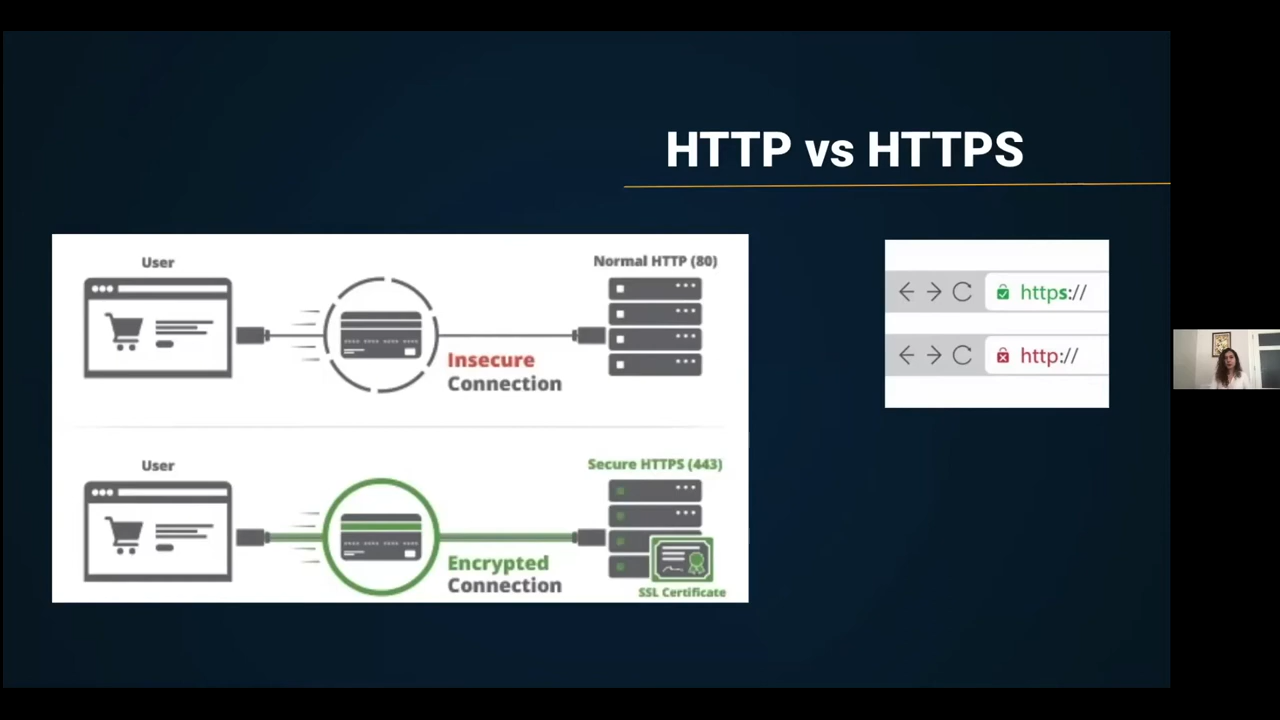 HTTP vs HTTPS
User
Normal HTTP (80)
Insecure
Connection
User
Secure HTTPS (443)
Encrypted
Connection
SSL Certificate
https://
http://